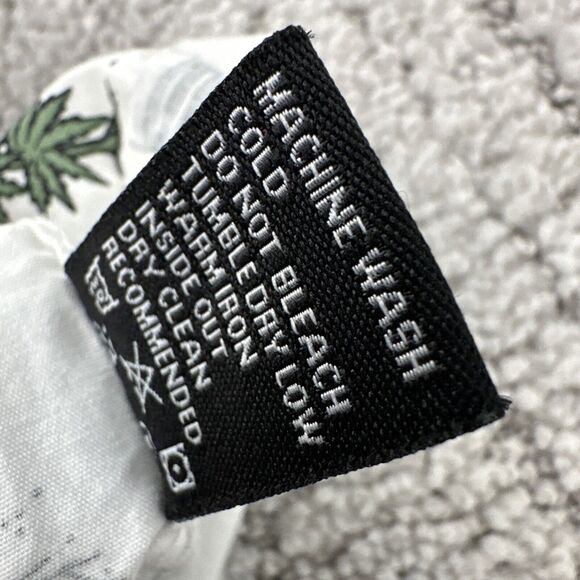 MACHINE WASH
COLD
DO NOT BLEACH
TUMBLE DRY LOW
WARM IRON
INSIDE OUT
DRY CLEAN
RECOMMENDED